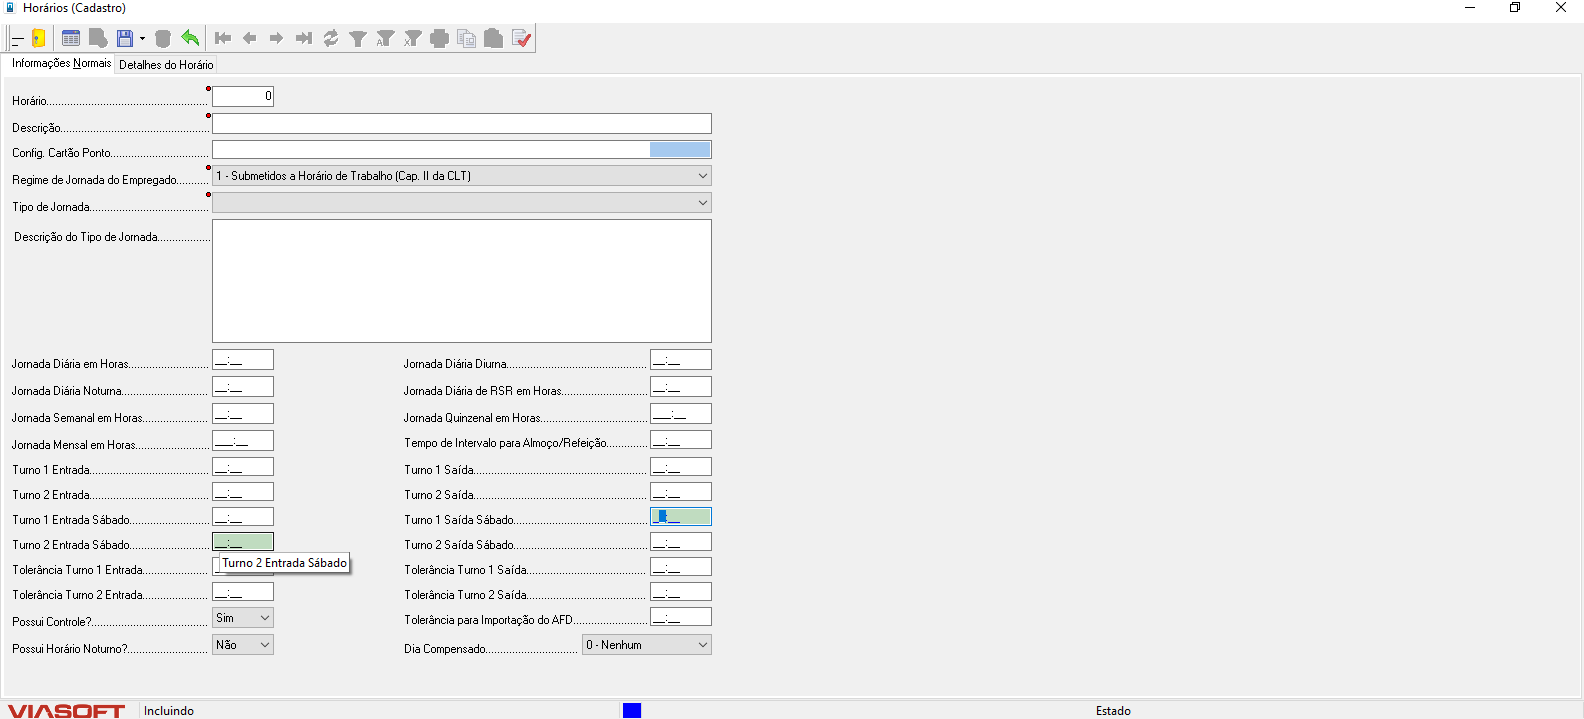 Horários (Cadastro)
Informações Normais Detalhes do Horário
Horário 0
Descrição
Config. Cartão Ponto
Regime de Jornada do Empregado 1 - Submetidos a Horário de Trabalho (Cap. II da CLT)
Tipo de Jornada
Descrição do Tipo de Jornada
Jornada Diária em Horas __:__ Jornada Diária Diurna __:__
Jornada Diária Noturna __:__ Jornada Diária de RSR em Horas __:__
Jornada Semanal em Horas __:__ Jornada Quinzenal em Horas ___:__
Jornada Mensal em Horas ___:__ Tempo de Intervalo para Almoço/Refeição __:__
Turno 1 Entrada __:__ Turno 1 Saída __:__
Turno 2 Entrada __:__ Turno 2 Saída __:__
Turno 1 Entrada Sábado __:__ Turno 1 Saída Sábado __:__
Turno 2 Entrada Sábado __:__ Turno 2 Saída Sábado __:__
Turno 2 Entrada Sábado
Tolerância Turno 1 Entrada Tolerância Turno 1 Saída __:__
Tolerância Turno 2 Entrada __:__ Tolerância Turno 2 Saída __:__
Possui Controle? Sim Tolerância para Importação do AFD __:__
Possui Horário Noturno? Não Dia Compensado 0 - Nenhum
VIASOFT Incluindo Estado